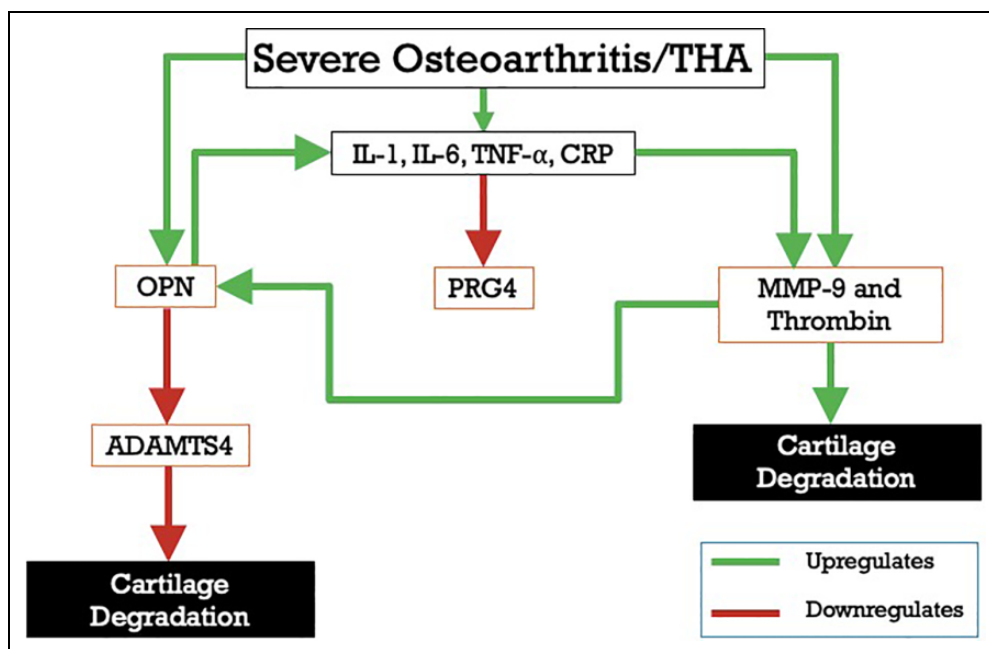 Severe Osteoarthritis/THA
IL-1, IL-6, TNF-α, CRP
OPN
PRG4
MMP-9 and
Thrombin
ADAMTS4
Cartilage
Degradation
Cartilage
Degradation
Upregulates
Downregulates